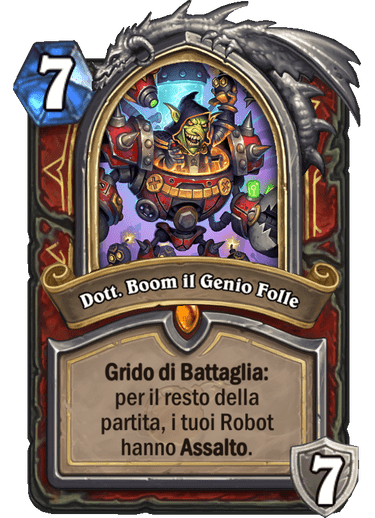 7
Dott. Boom il Genio Folle
Grido di Battaglia:
per il resto della
partita, i tuoi Robot
hanno Assalto.
7